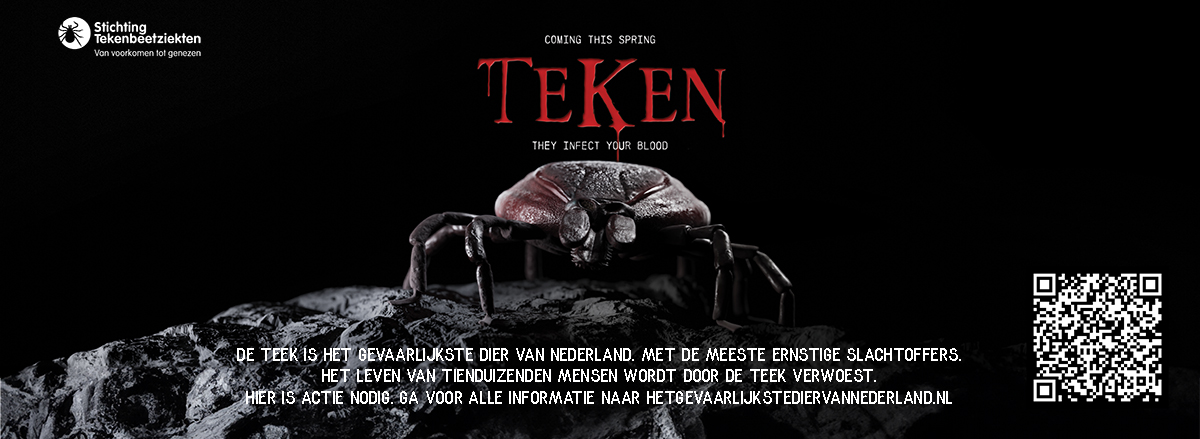 Stichting
Tekenbeetziekten
Van voorkomen tot genezen
COMING THIS SPRING
TEKEN
THEY INFECT YOUR BLOOD
DE TEEK IS HET GEVAARLIJKSTE DIER VAN NEDERLAND. MET DE MEESTE ERNSTIGE SLACHTOFFERS.
HET LEVEN VAN TIENDUIZENDEN MENSEN WORDT DOOR DE TEEK VERWOEST.
HIER IS ACTIE NODIG. GA VOOR ALLE INFORMATIE NAAR HETGEVAARLIJKSTEDIERVANNEDERLAND.NL